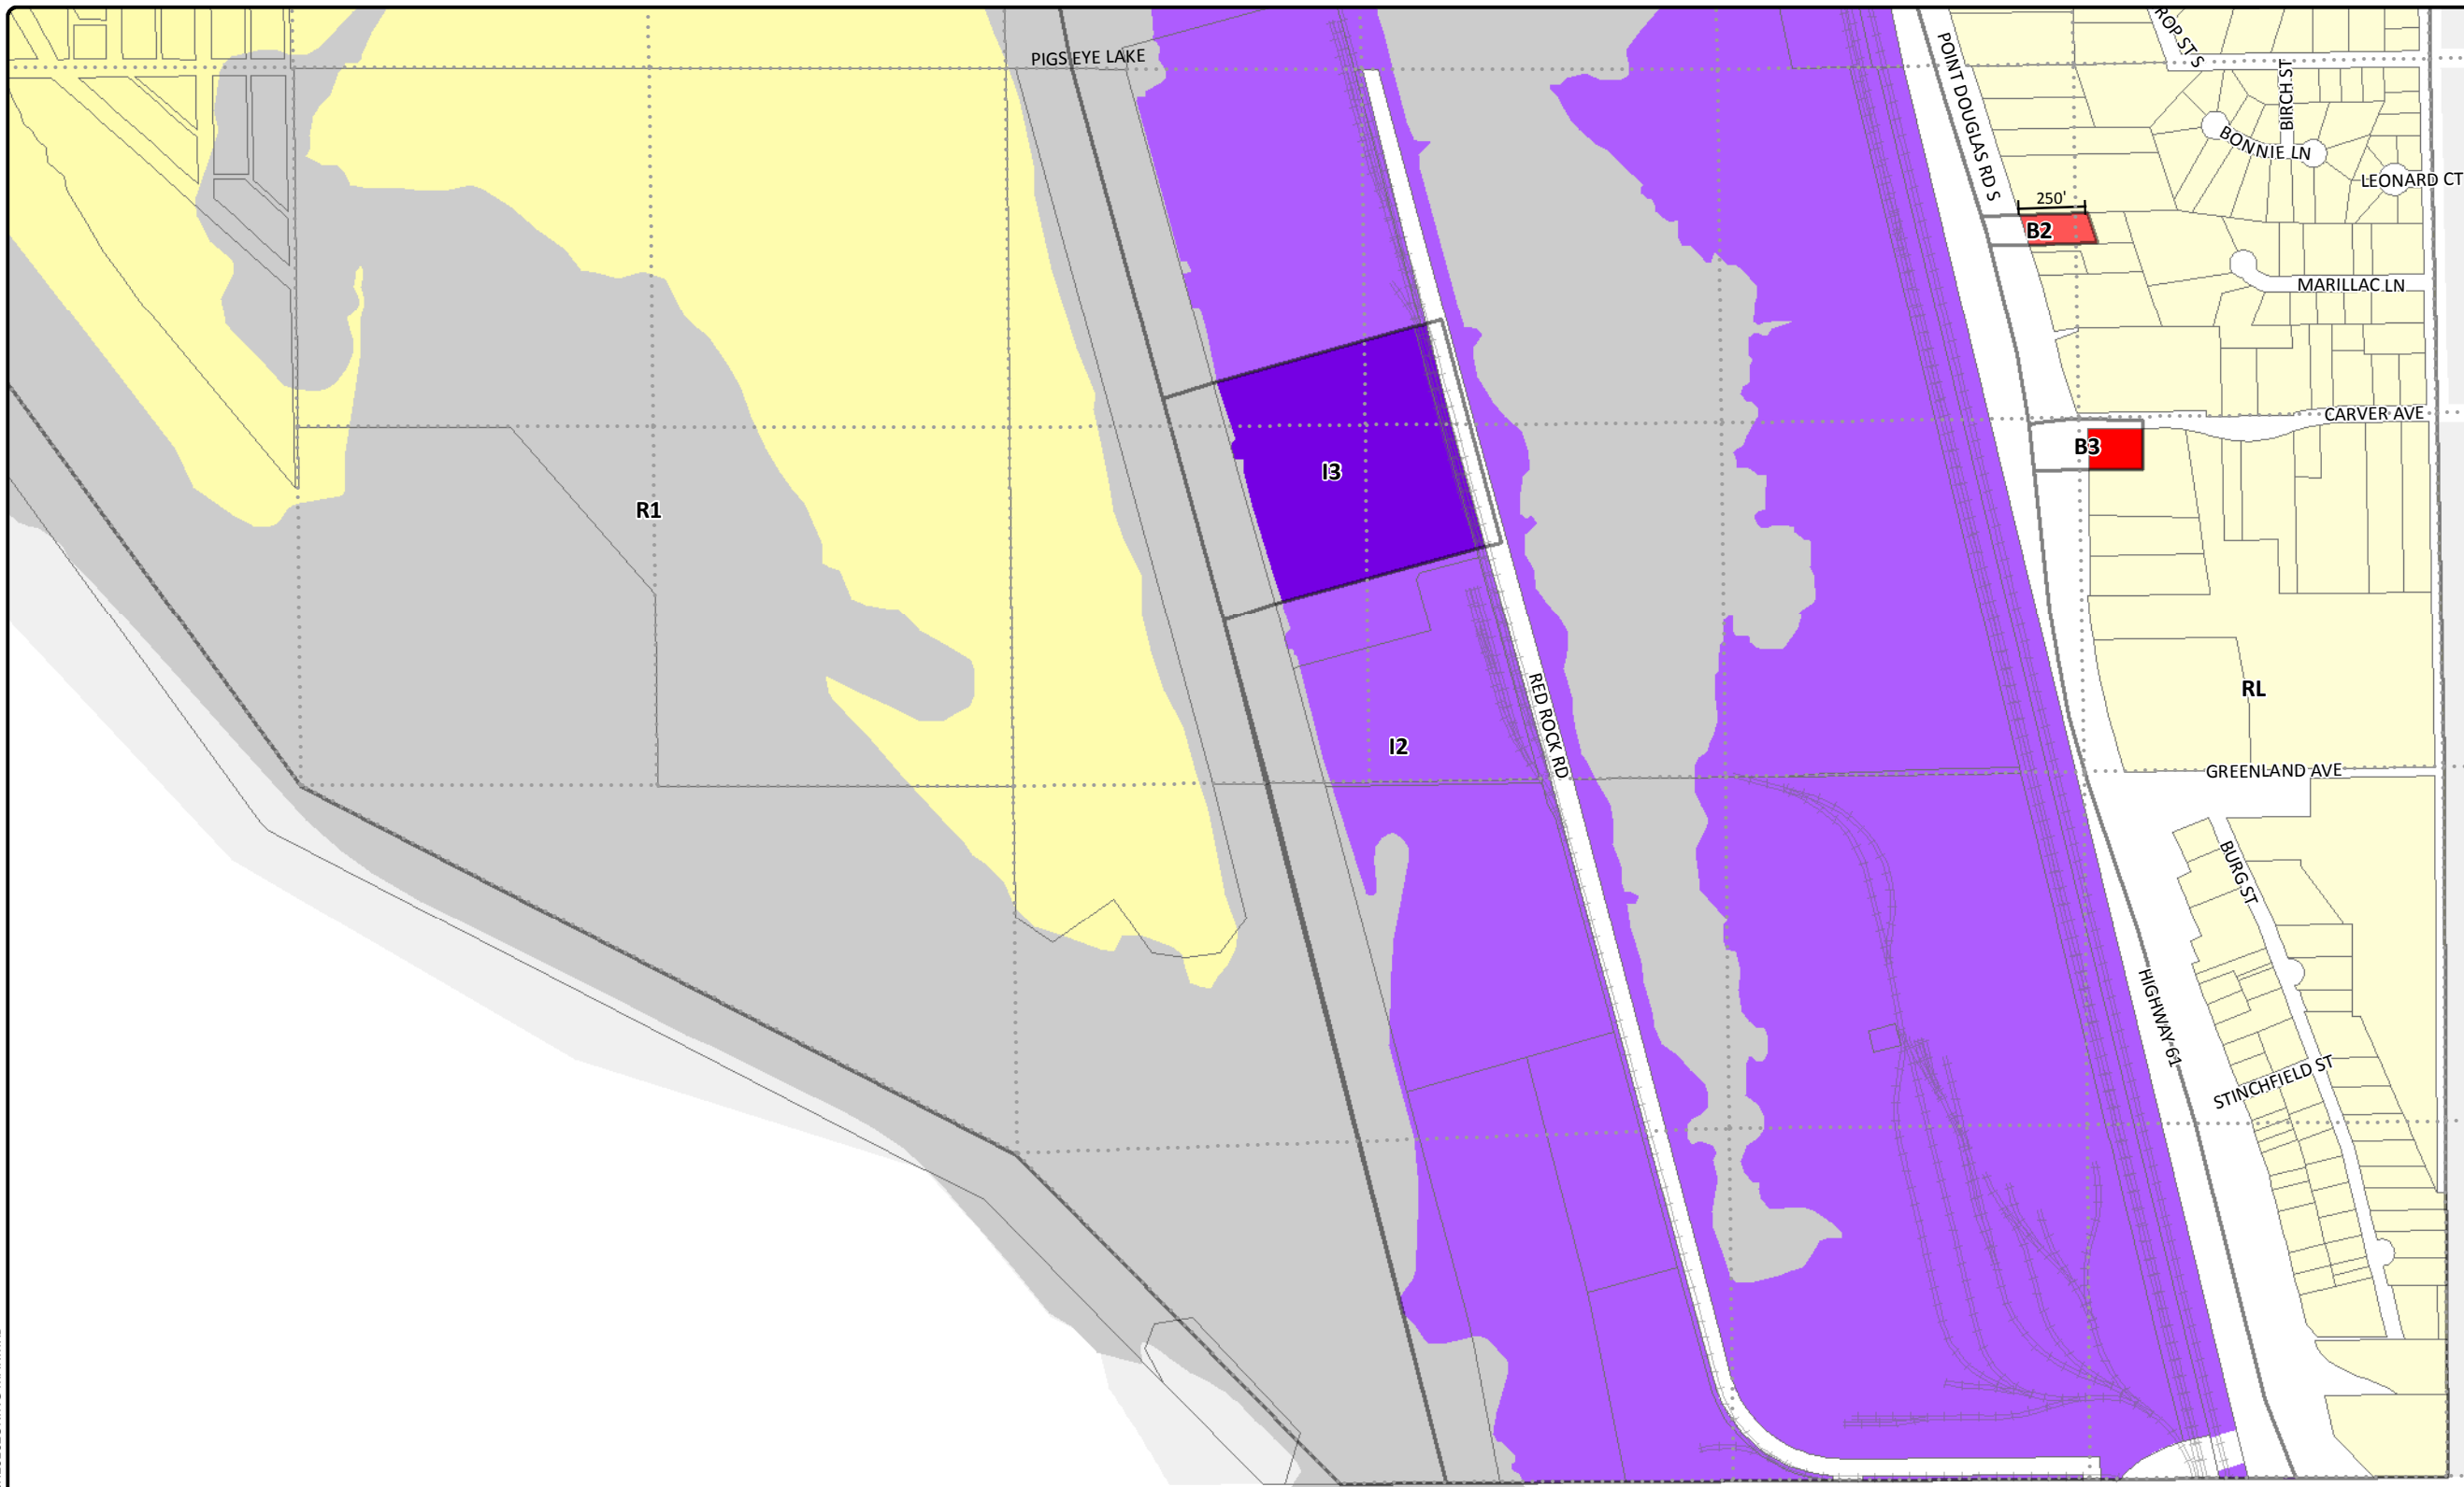 ROP ST S
PIGS EYE LAKE
POINT DOUGLAS RD S
BIRCH ST
BONNIE LN
LEONARD CT
250'
B2
MARILLAC LN
CARVER AVE
B3
I3
R1
RL
RED ROCK RD
I2
GREENLAND AVE
BURG ST
HIGHWAY 61
STINCHFIELD ST